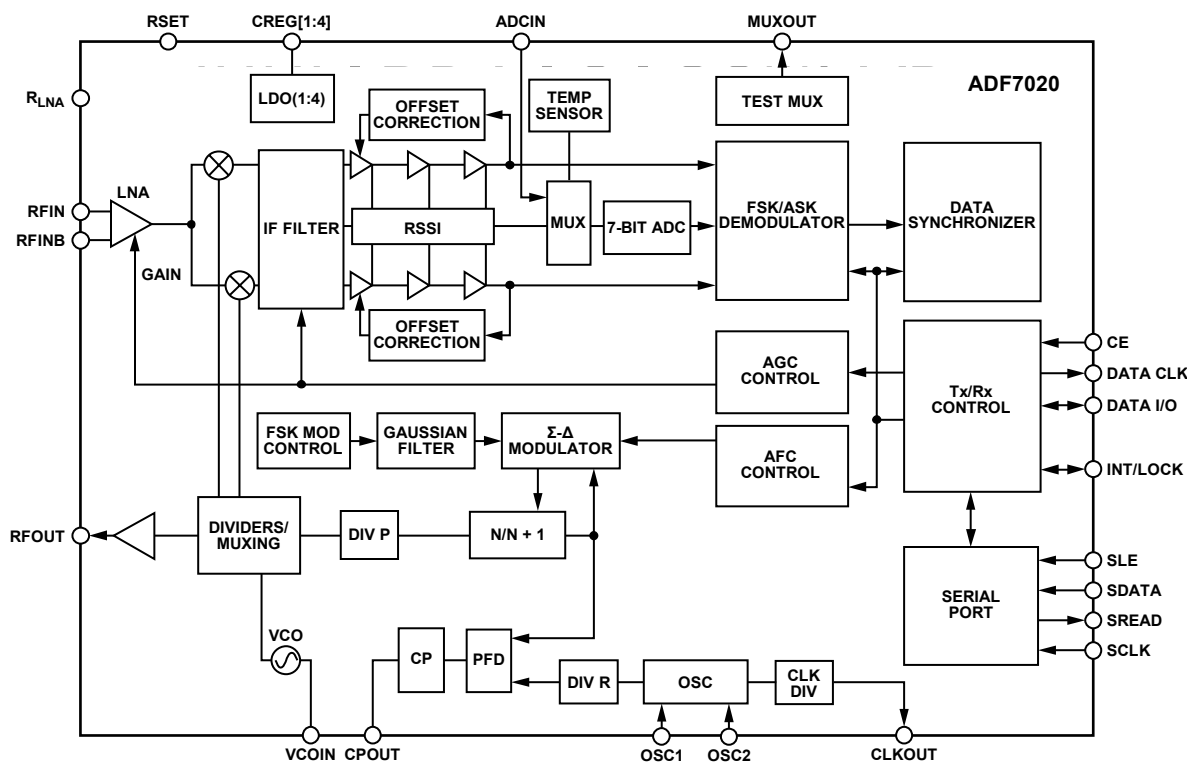 RSET
CREG[1:4]
ADCIN
MUXOUT
ADF7020
RLNA
LDO(1:4)
OFFSET
CORRECTION
TEMP
SENSOR
TEST MUX
LNA
RFIN
RFINB
GAIN
IF FILTER
RSSI
MUX
7-BIT ADC
FSK/ASK
DEMODULATOR
DATA
SYNCHRONIZER
OFFSET
CORRECTION
AGC
CONTROL
Tx/Rx
CONTROL
CE
DATA CLK
DATA I/O
INT/LOCK
FSK MOD
CONTROL
GAUSSIAN
FILTER
Σ-Δ
MODULATOR
AFC
CONTROL
RFOUT
DIVIDERS/
MUXING
DIV P
N/N + 1
SERIAL
PORT
SLE
SDATA
SREAD
SCLK
VCO
CP
PFD
DIV R
OSC
CLK
DIV
VCOIN
CPOUT
OSC1
OSC2
CLKOUT